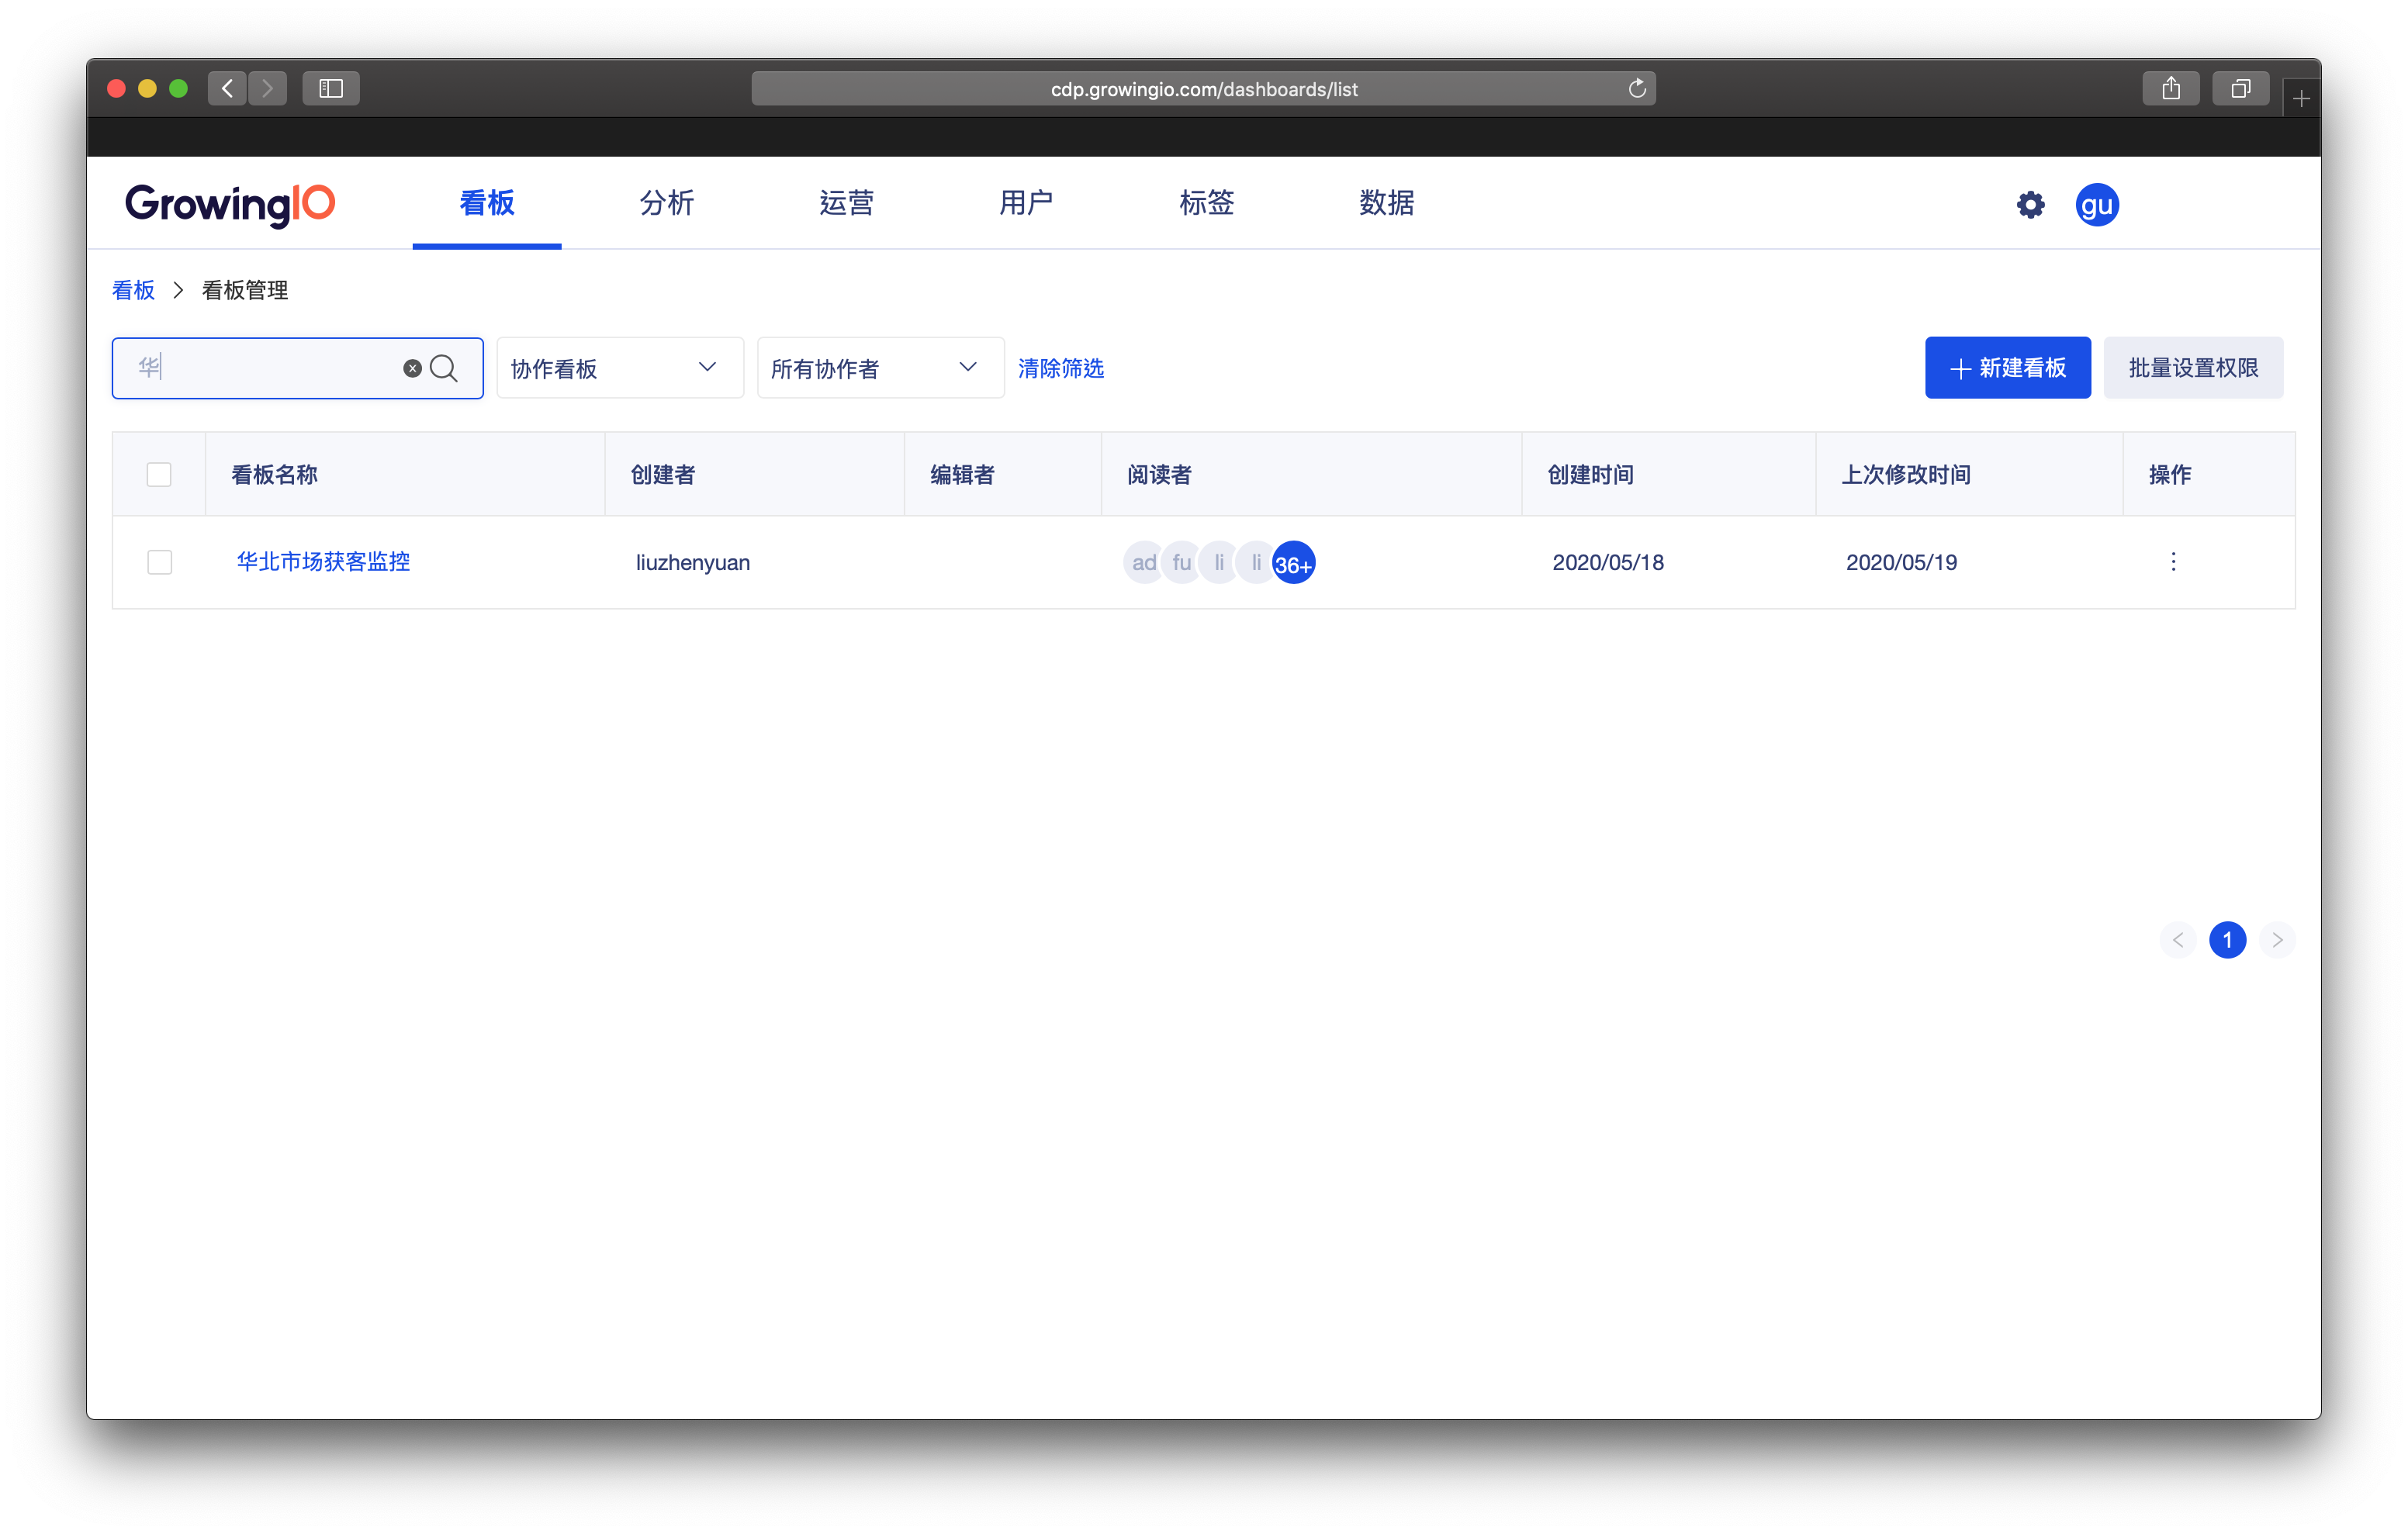 cdp.growingio.com/dashboards/list
GrowingIO 看板 分析 运营 用户 标签 数据 gu
看板 > 看板管理
华 协作看板 所有协作者 清除筛选 + 新建看板 批量设置权限
看板名称 创建者 编辑者 阅读者 创建时间 上次修改时间 操作
华北市场获客监控 liuzhenyuan ad fu li li 36+ 2020/05/18 2020/05/19
1